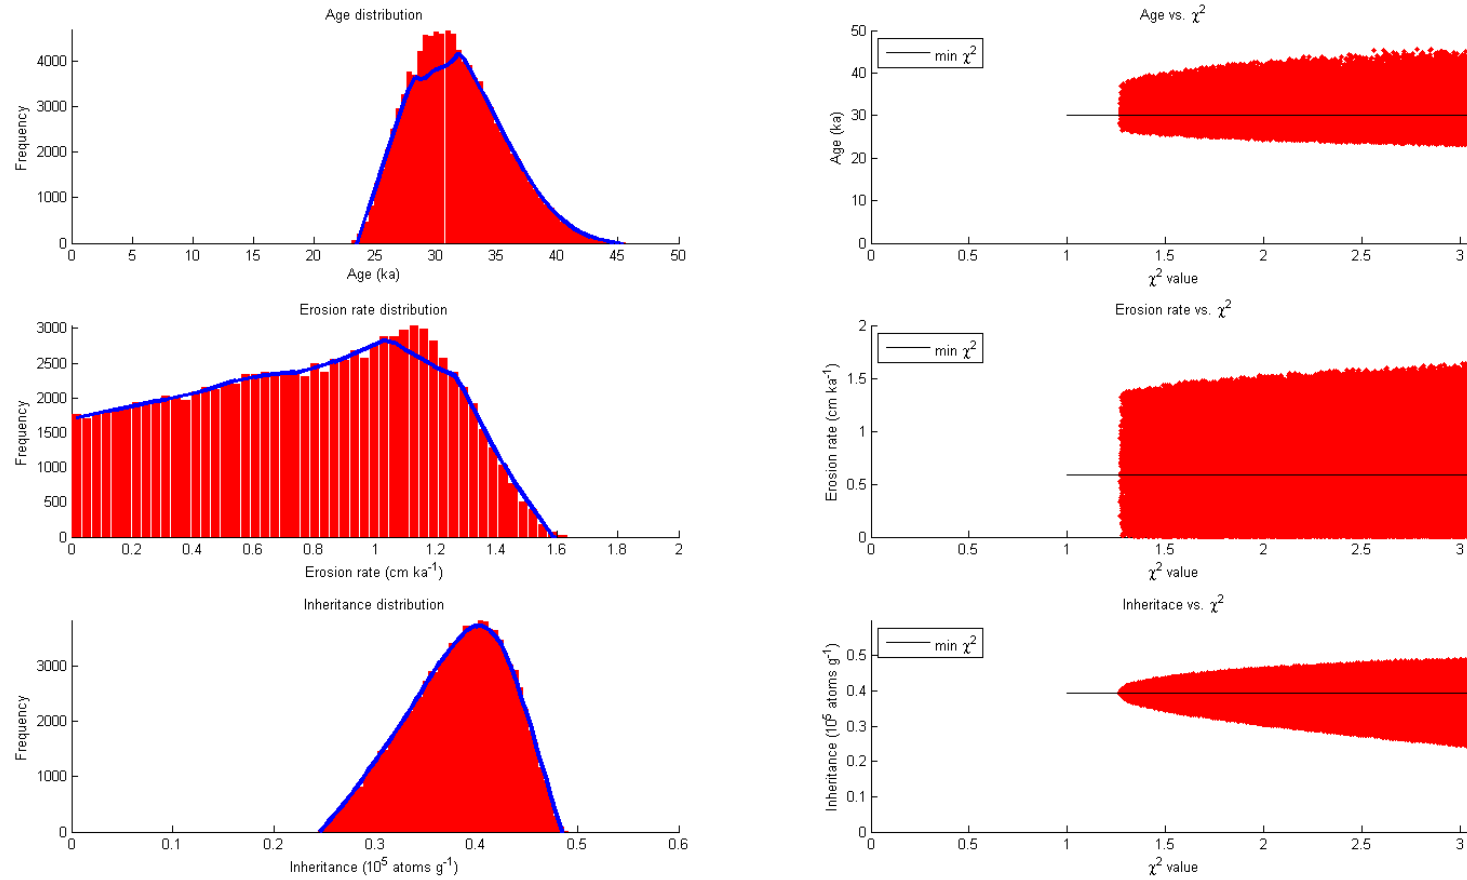 Age distribution
4000
3000
2000
1000
0
Frequency
0 5 10 15 20 25 30 35 40 45 50
Age (ka)
Age vs. χ²
50
40
30
20
10
0
Age (ka)
min χ²
0 0.5 1 1.5 2 2.5 3
χ² value
Erosion rate distribution
3000
2500
2000
1500
1000
500
0
Frequency
0 0.2 0.4 0.6 0.8 1 1.2 1.4 1.6 1.8 2
Erosion rate (cm ka⁻¹)
Erosion rate vs. χ²
2
1.5
1
0.5
0
Erosion rate (cm ka⁻¹)
min χ²
0 0.5 1 1.5 2 2.5 3
χ² value
Inheritance distribution
3000
2000
1000
0
Frequency
0 0.1 0.2 0.3 0.4 0.5 0.6
Inheritance (10⁵ atoms g⁻¹)
Inheritace vs. χ²
0.5
0.4
0.3
0.2
0.1
0
Inheritance (10⁵ atoms g⁻¹)
min χ²
0 0.5 1 1.5 2 2.5 3
χ² value